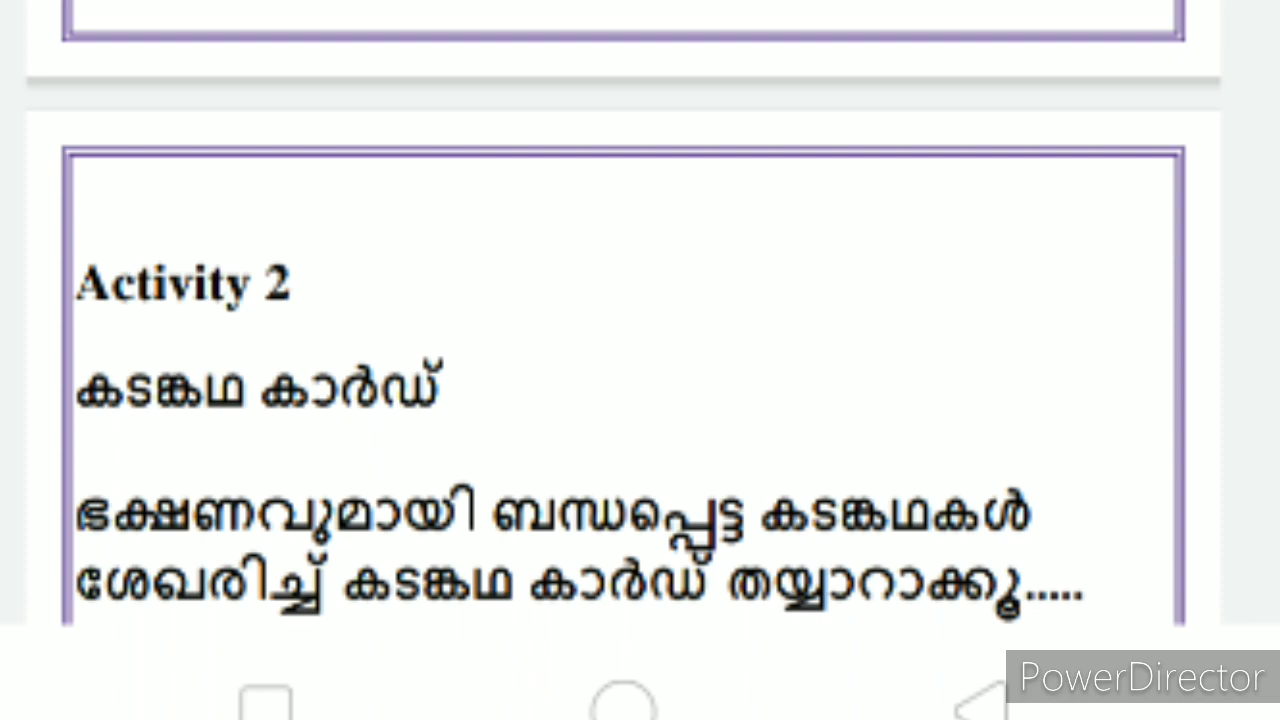 Activity 2
കടങ്കഥ കാർഡ്
ഭക്ഷണവുമായി ബന്ധപ്പെട്ട കടങ്കഥകൾ
ശേഖരിച്ച് കടങ്കഥ കാർഡ് തയ്യാറാക്കൂ.....
PowerDirector